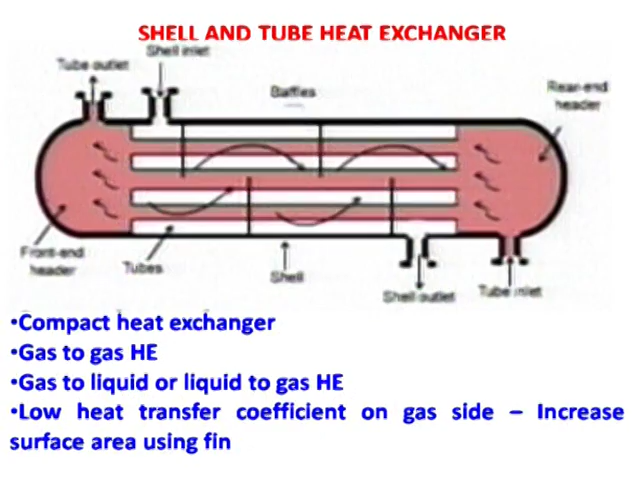 SHELL AND TUBE HEAT EXCHANGER
Shell inlet
Tube outlet
Baffles
Rear-end
header
Front-end
header
Tubes
Shell
Shell outlet
Tube inlet
•Compact heat exchanger
•Gas to gas HE
•Gas to liquid or liquid to gas HE
•Low heat transfer coefficient on gas side – Increase
surface area using fin